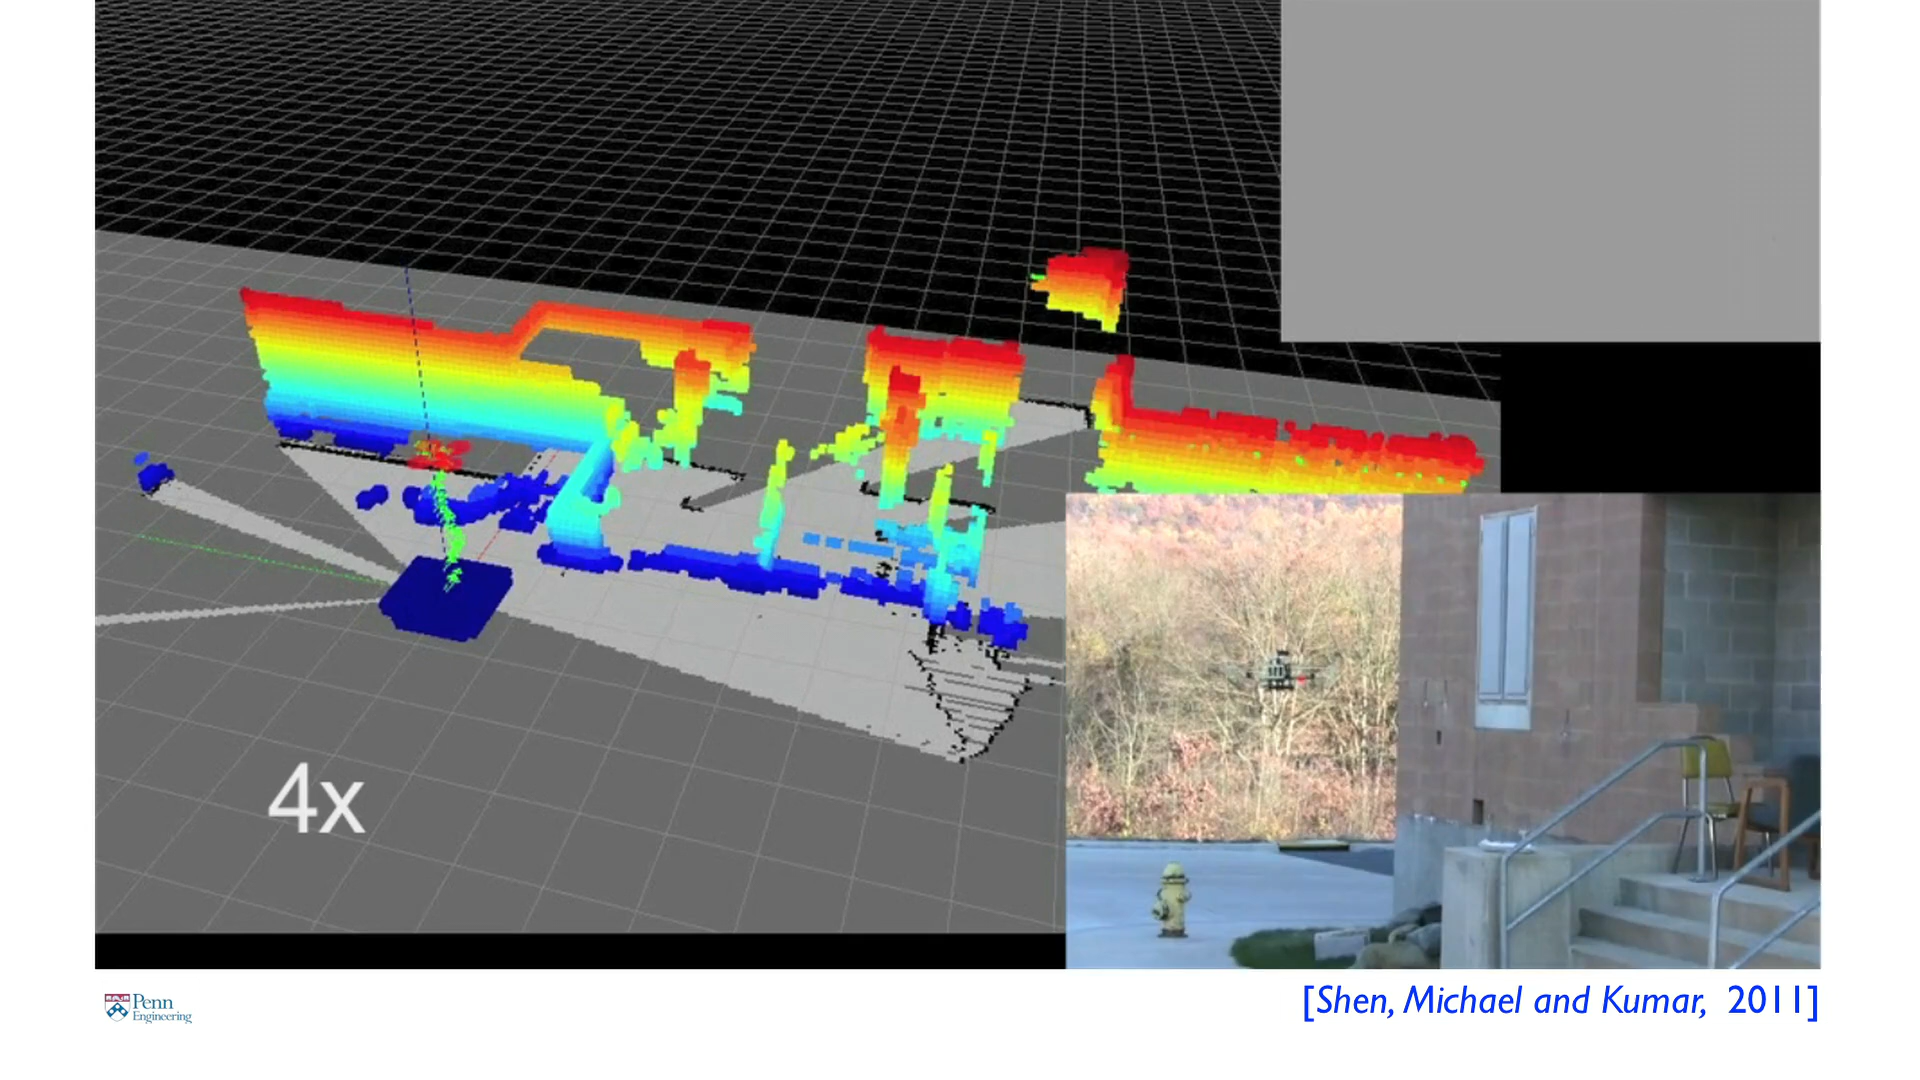 4x
Penn
Engineering
[Shen, Michael and Kumar, 2011]